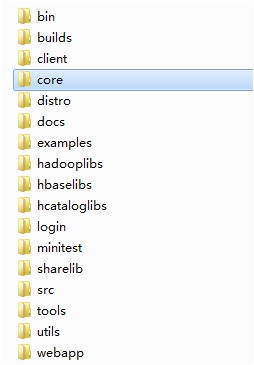 bin
builds
client
core
distro
docs
examples
hadooplibs
hbaselibs
hcataloglibs
login
minitest
sharelib
src
tools
utils
webapp